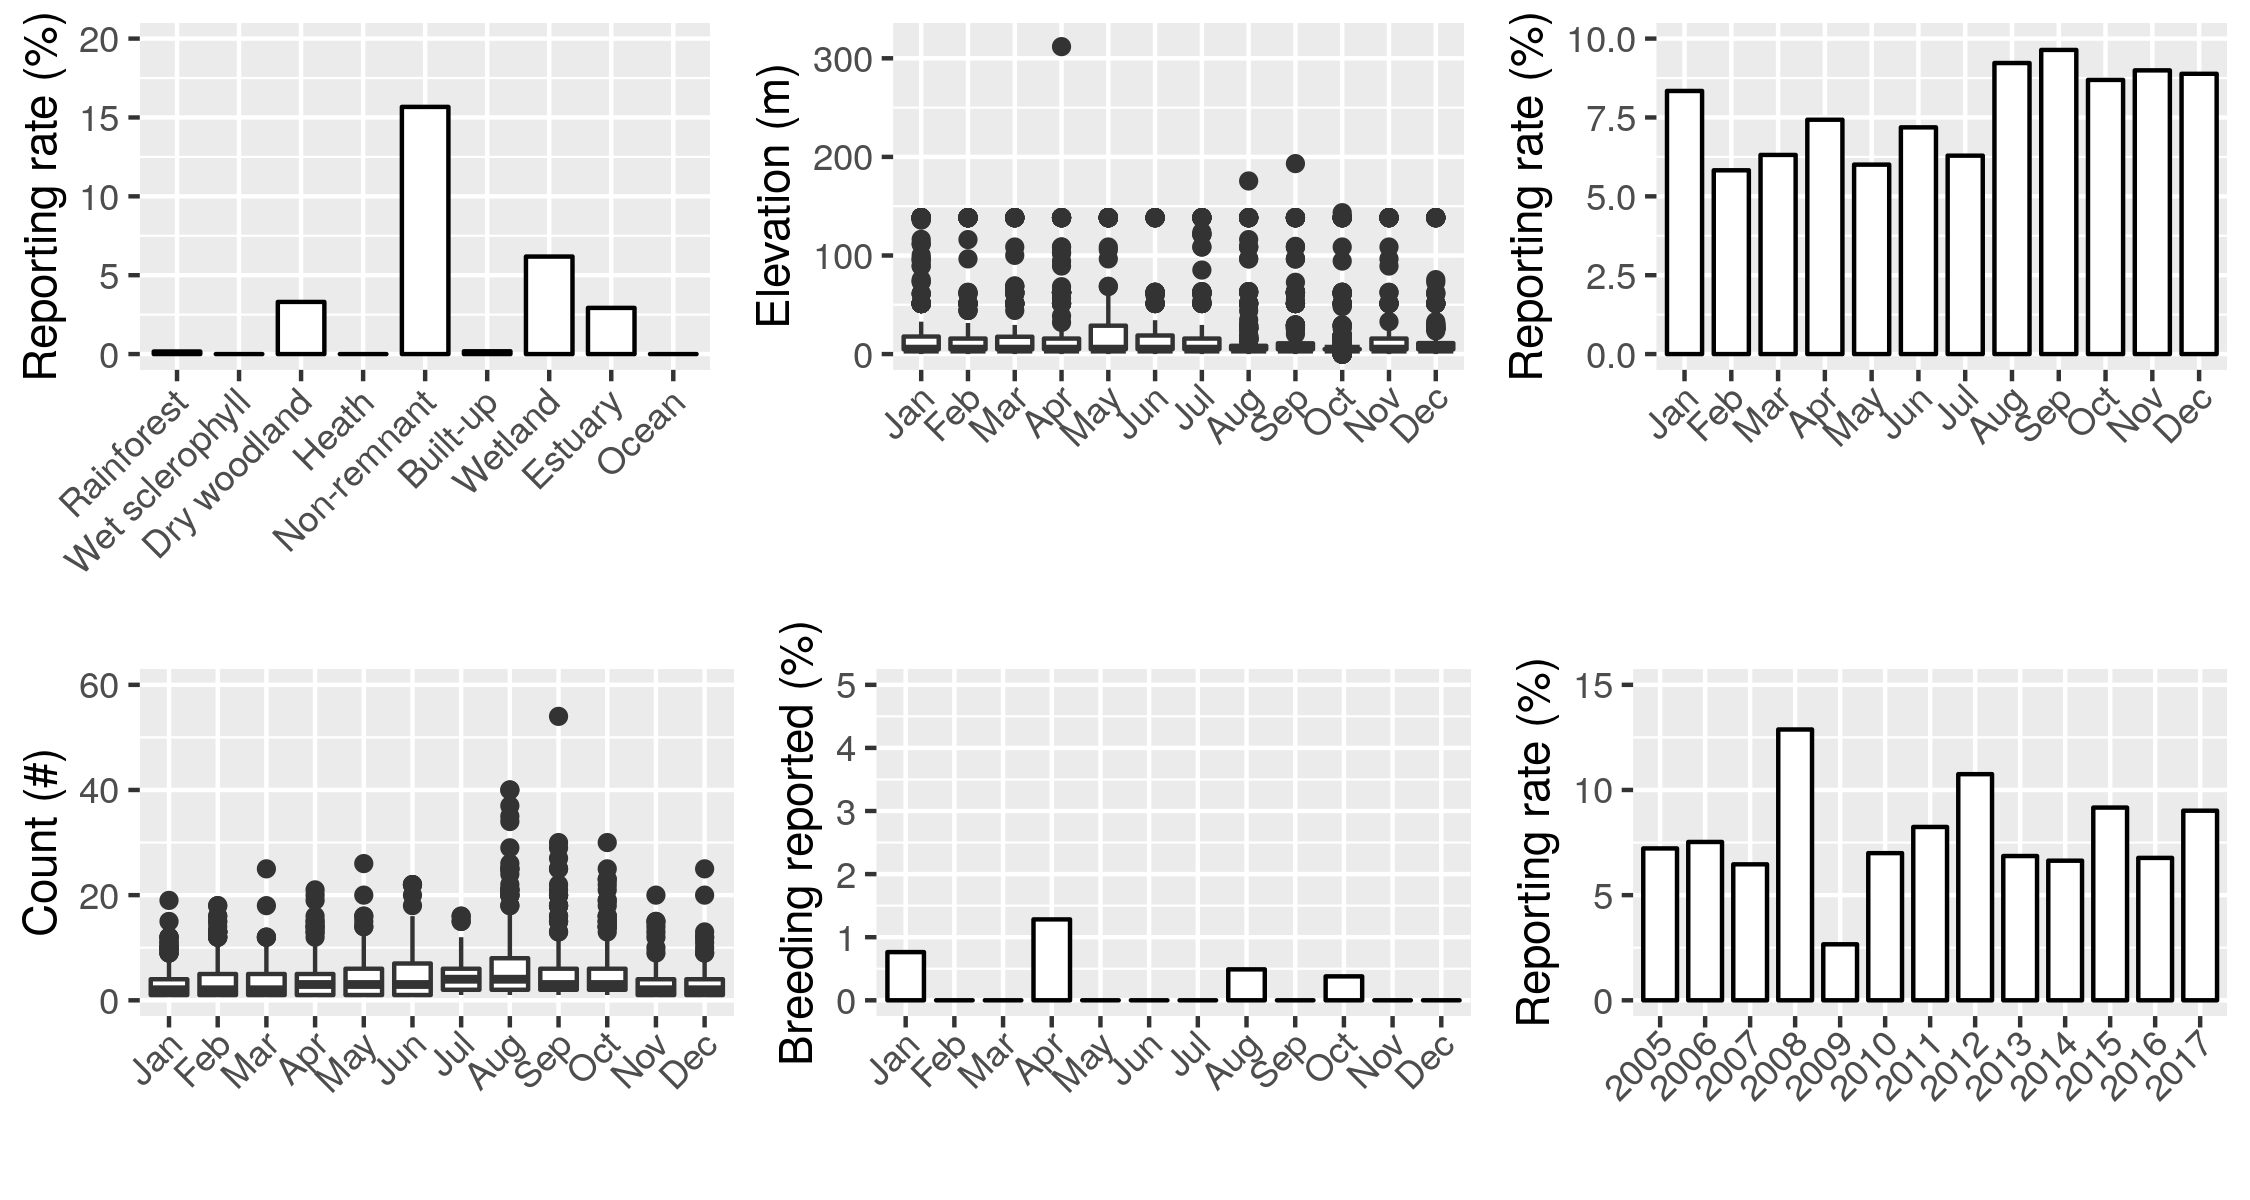 Reporting rate (%)
20
15
10
5
0
Rainforest
Wet sclerophyll
Dry woodland
Heath
Non-remnant
Built-up
Wetland
Estuary
Ocean
Elevation (m)
300
200
100
0
Jan
Feb
Mar
Apr
May
Jun
Jul
Aug
Sep
Oct
Nov
Dec
Reporting rate (%)
10.0
7.5
5.0
2.5
0.0
Jan
Feb
Mar
Apr
May
Jun
Jul
Aug
Sep
Oct
Nov
Dec
Count (#)
60
40
20
0
Jan
Feb
Mar
Apr
May
Jun
Jul
Aug
Sep
Oct
Nov
Dec
Breeding reported (%)
5
4
3
2
1
0
Jan
Feb
Mar
Apr
May
Jun
Jul
Aug
Sep
Oct
Nov
Dec
Reporting rate (%)
15
10
5
0
2005
2006
2007
2008
2009
2010
2011
2012
2013
2014
2015
2016
2017